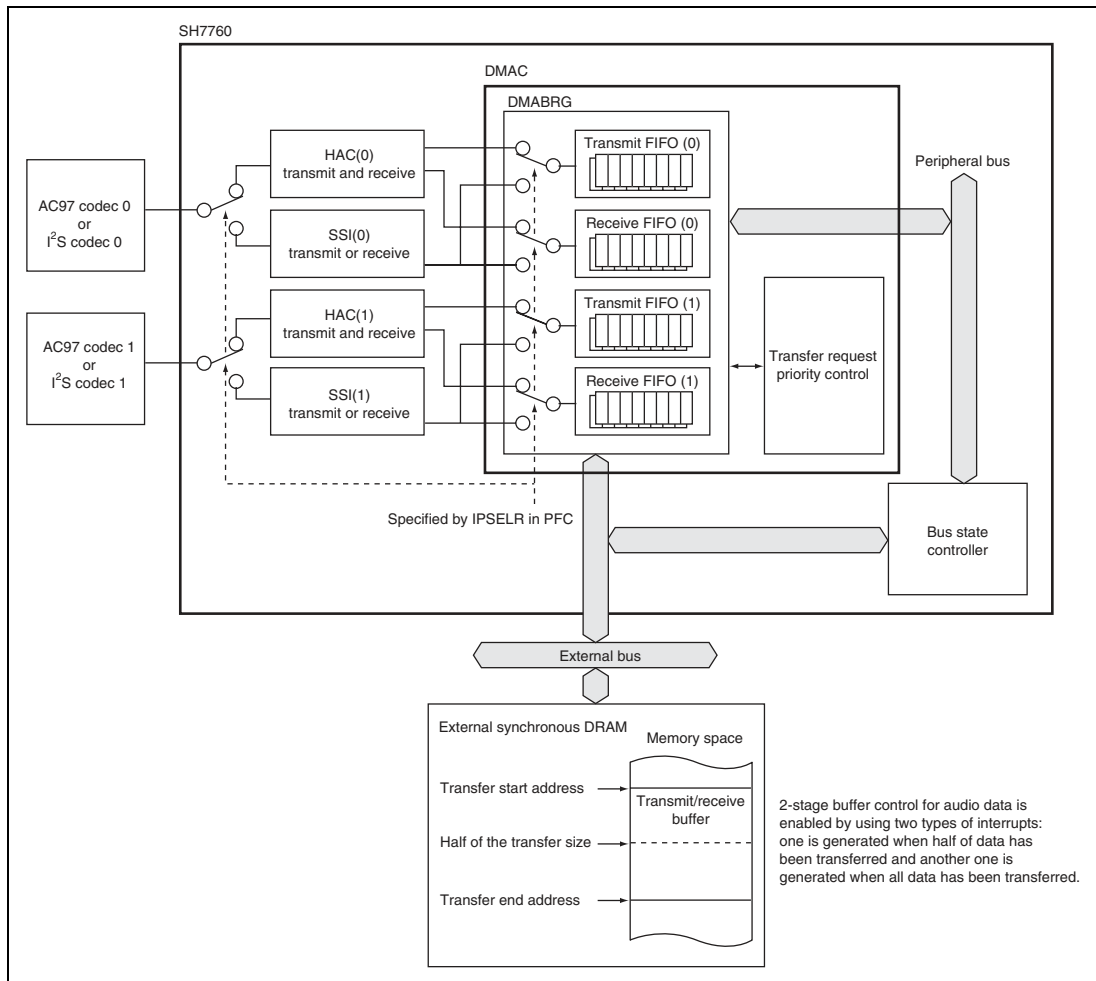 SH7760
DMAC
DMABRG
AC97 codec 0
or
I²S codec 0
HAC(0)
transmit and receive
SSI(0)
transmit or receive
AC97 codec 1
or
I²S codec 1
HAC(1)
transmit and receive
SSI(1)
transmit or receive
Transmit FIFO (0)
Receive FIFO (0)
Transmit FIFO (1)
Receive FIFO (1)
Transfer request
priority control
Peripheral bus
Specified by IPSELR in PFC
Bus state
controller
External bus
External synchronous DRAM
Memory space
Transfer start address
Transmit/receive
buffer
Half of the transfer size
Transfer end address
2-stage buffer control for audio data is
enabled by using two types of interrupts:
one is generated when half of data has
been transferred and another one is
generated when all data has been transferred.